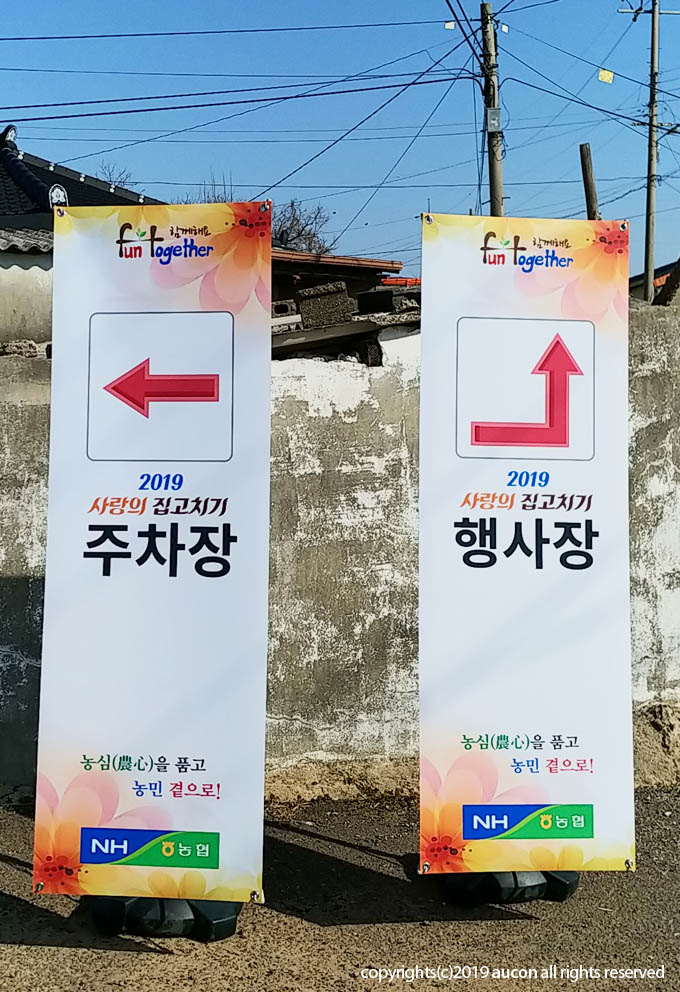 함께해요
fun together
2019
사랑의 집고치기
주차장
농심(農心)을 품고
농민 곁으로!
NH 농협
함께해요
fun together
2019
사랑의 집고치기
행사장
농심(農心)을 품고
농민 곁으로!
NH 농협
copyrights(c)2019 aucon all rights reserved